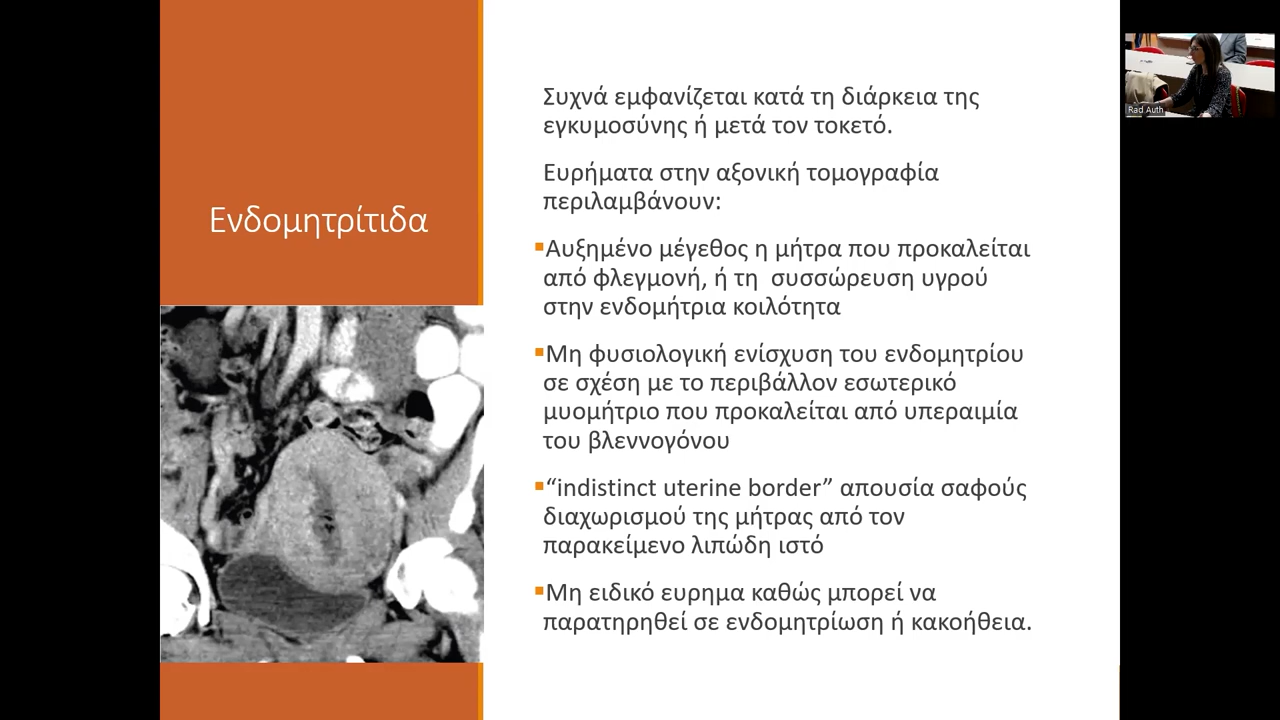 Ενδομητρίτιδα
Συχνά εμφανίζεται κατά τη διάρκεια της
εγκυμοσύνης ή μετά τον τοκετό.
Ευρήματα στην αξονική τομογραφία
περιλαμβάνουν:
▪Αυξημένο μέγεθος η μήτρα που προκαλείται
από φλεγμονή, ή τη  συσσώρευση υγρού
στην ενδομήτρια κοιλότητα
▪Μη φυσιολογική ενίσχυση του ενδομητρίου
σε σχέση με το περιβάλλον εσωτερικό
μυομήτριο που προκαλείται από υπεραιμία
του βλεννογόνου
▪“indistinct uterine border” απουσία σαφούς
διαχωρισμού της μήτρας από τον
παρακείμενο λιπώδη ιστό
▪Μη ειδικό ευρημα καθώς μπορεί να
παρατηρηθεί σε ενδομητρίωση ή κακοήθεια.
Rad Auth